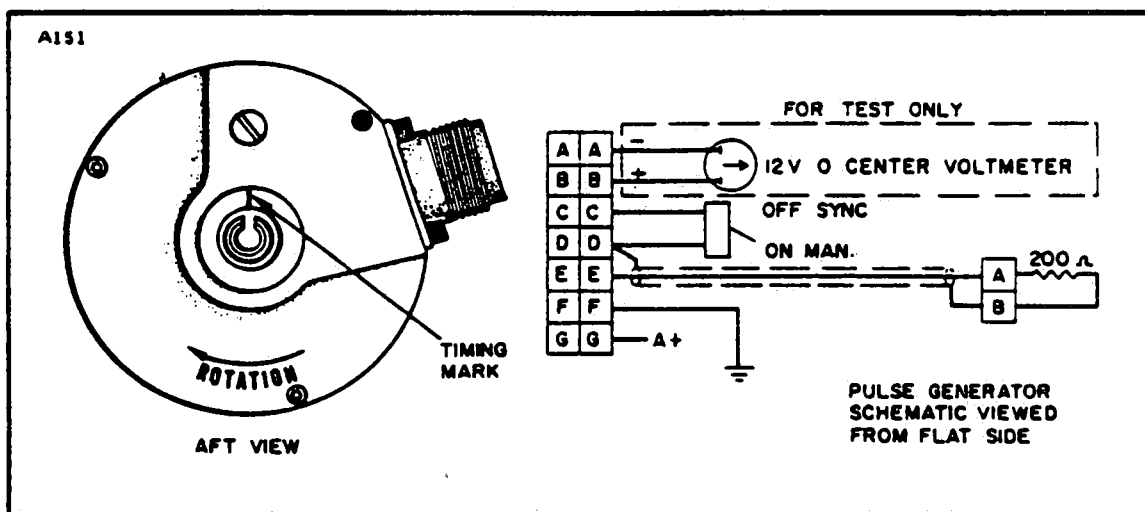 A151
ROTATION
TIMING
MARK
AFT VIEW
FOR TEST ONLY
A A -
B B +
12V O CENTER VOLTMETER
C C
OFF SYNC
D D
ON MAN.
E E
F F
G G A+
200 Ω
A
B
PULSE GENERATOR
SCHEMATIC VIEWED
FROM FLAT SIDE